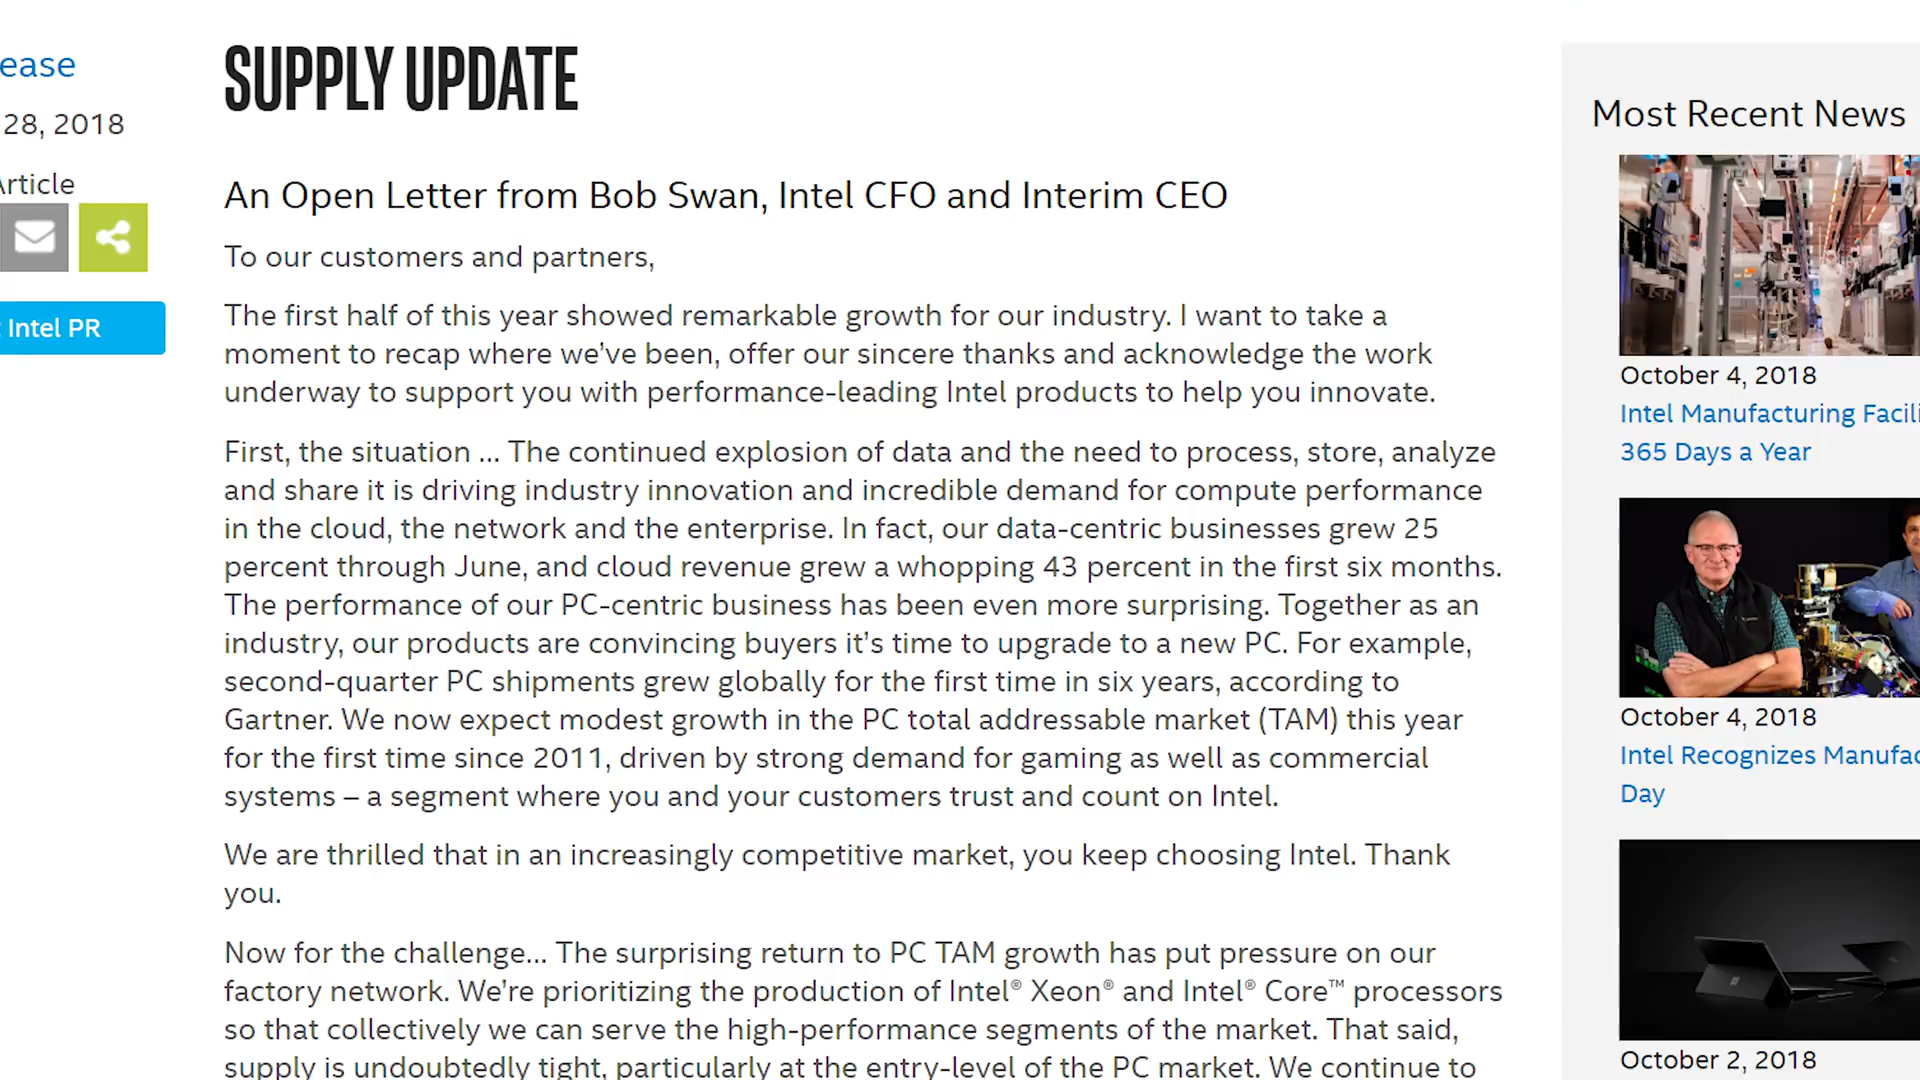 ease
28, 2018
Article
Intel PR
SUPPLY UPDATE
An Open Letter from Bob Swan, Intel CFO and Interim CEO
To our customers and partners,
The first half of this year showed remarkable growth for our industry. I want to take a
moment to recap where we’ve been, offer our sincere thanks and acknowledge the work
underway to support you with performance-leading Intel products to help you innovate.
First, the situation … The continued explosion of data and the need to process, store, analyze
and share it is driving industry innovation and incredible demand for compute performance
in the cloud, the network and the enterprise. In fact, our data-centric businesses grew 25
percent through June, and cloud revenue grew a whopping 43 percent in the first six months.
The performance of our PC-centric business has been even more surprising. Together as an
industry, our products are convincing buyers it’s time to upgrade to a new PC. For example,
second-quarter PC shipments grew globally for the first time in six years, according to
Gartner. We now expect modest growth in the PC total addressable market (TAM) this year
for the first time since 2011, driven by strong demand for gaming as well as commercial
systems – a segment where you and your customers trust and count on Intel.
We are thrilled that in an increasingly competitive market, you keep choosing Intel. Thank
you.
Now for the challenge… The surprising return to PC TAM growth has put pressure on our
factory network. We’re prioritizing the production of Intel® Xeon® and Intel® Core™ processors
so that collectively we can serve the high-performance segments of the market. That said,
supply is undoubtedly tight, particularly at the entry-level of the PC market. We continue to
Most Recent News
October 4, 2018
Intel Manufacturing Facili
365 Days a Year
October 4, 2018
Intel Recognizes Manufac
Day
October 2, 2018